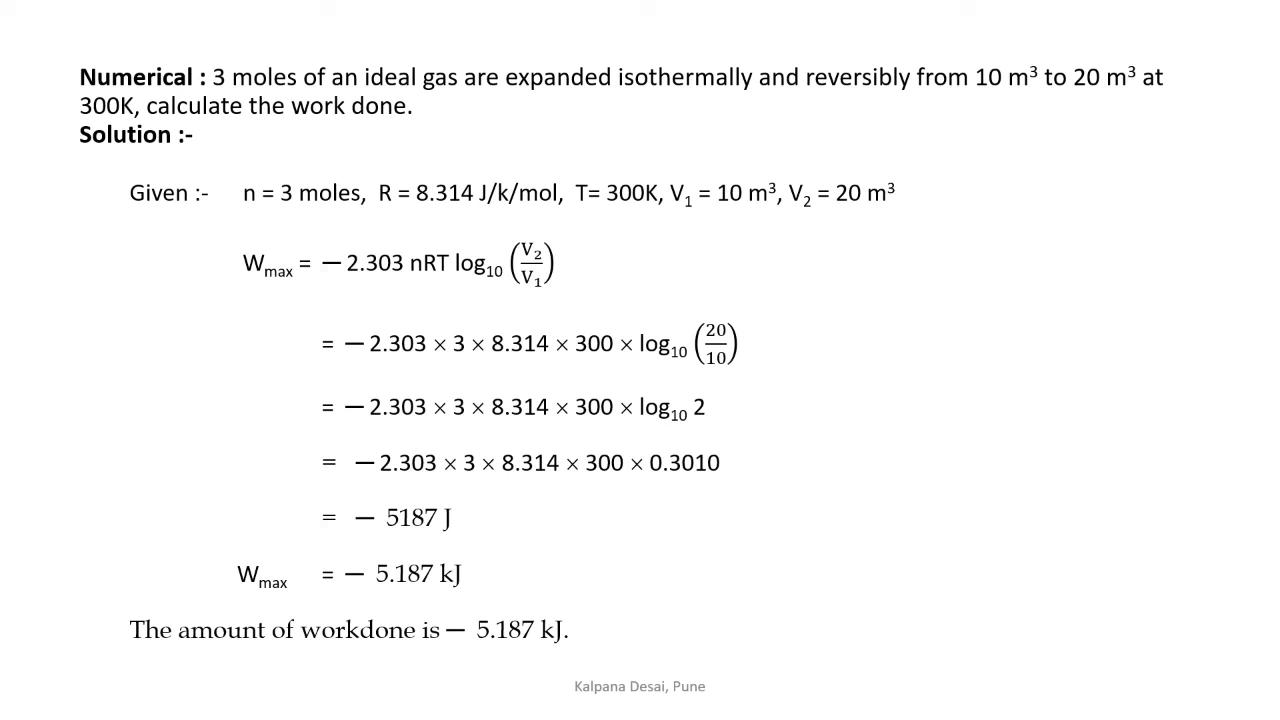 Numerical : 3 moles of an ideal gas are expanded isothermally and reversibly from 10 m³ to 20 m³ at
300K, calculate the work done.
Solution :-
Given :- n = 3 moles, R = 8.314 J/k/mol, T= 300K, V₁ = 10 m³, V₂ = 20 m³
Wmax = − 2.303 nRT log₁₀ (V₂/V₁)
= − 2.303 × 3 × 8.314 × 300 × log₁₀ (20/10)
= − 2.303 × 3 × 8.314 × 300 × log₁₀ 2
= − 2.303 × 3 × 8.314 × 300 × 0.3010
= − 5187 J
Wmax = − 5.187 kJ
The amount of workdone is − 5.187 kJ.
Kalpana Desai, Pune